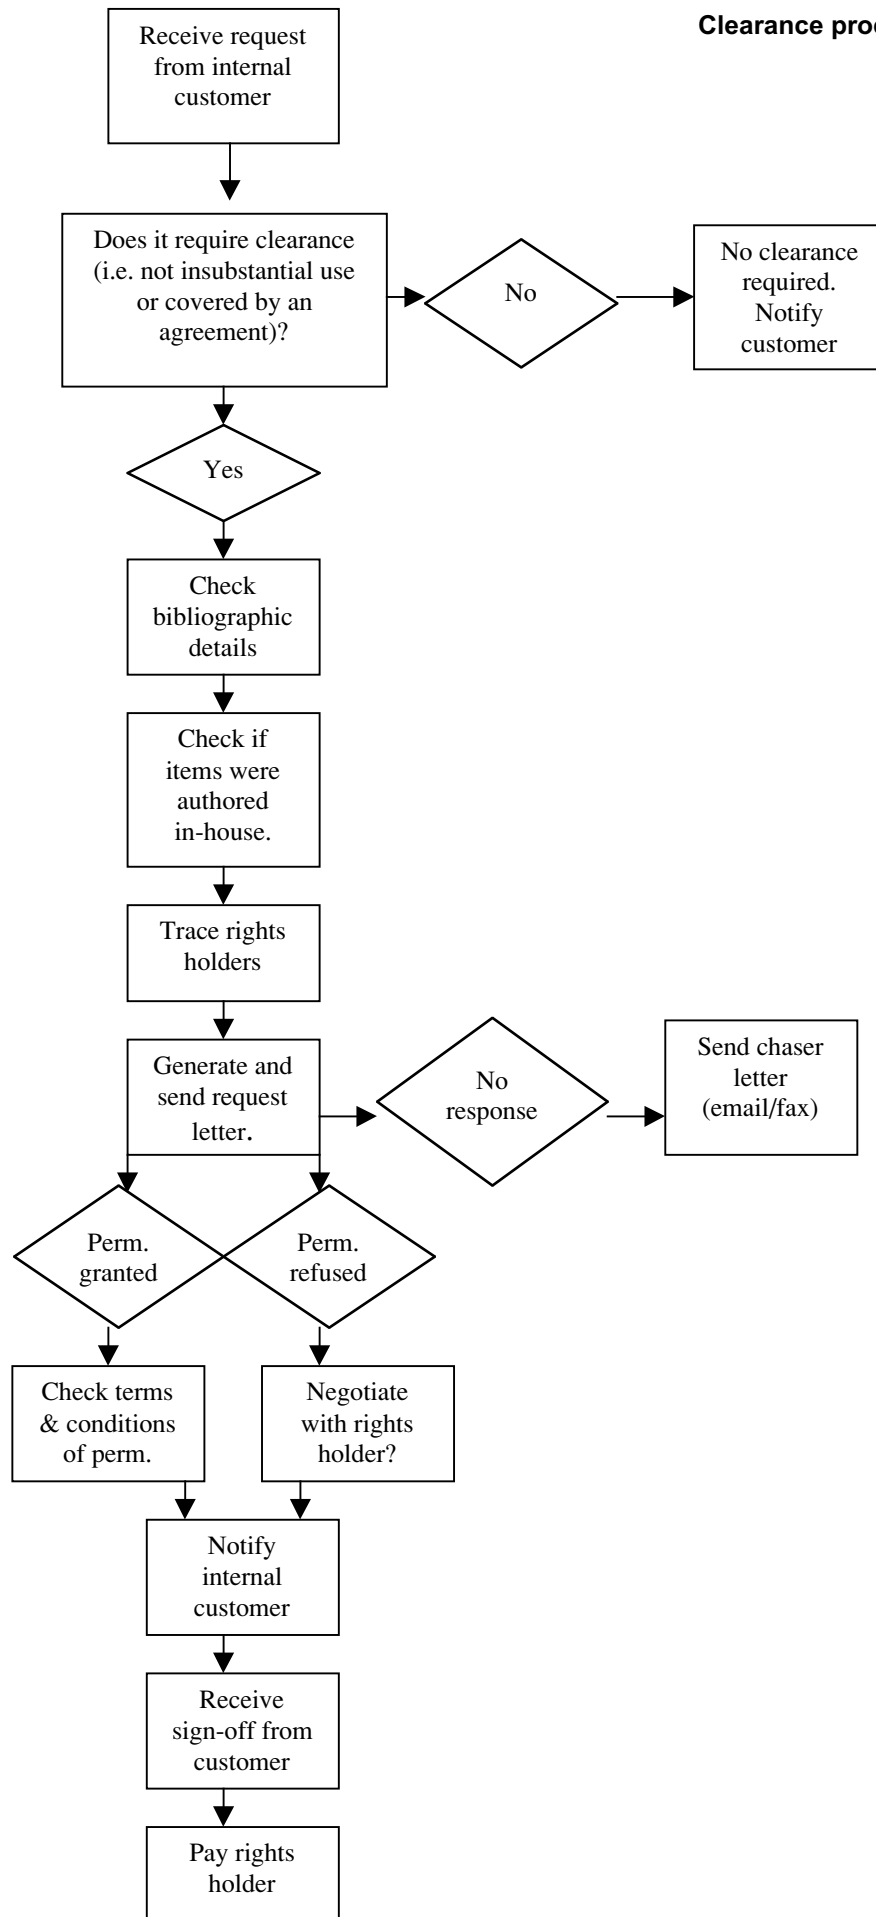 Clearance proc
Receive request
from internal
customer
Does it require clearance
(i.e. not insubstantial use
or covered by an
agreement)?
No
No clearance
required.
Notify
customer
Yes
Check
bibliographic
details
Check if
items were
authored
in-house.
Trace rights
holders
Generate and
send request
letter.
No
response
Send chaser
letter
(email/fax)
Perm.
granted
Perm.
refused
Check terms
& conditions
of perm.
Negotiate
with rights
holder?
Notify
internal
customer
Receive
sign-off from
customer
Pay rights
holder